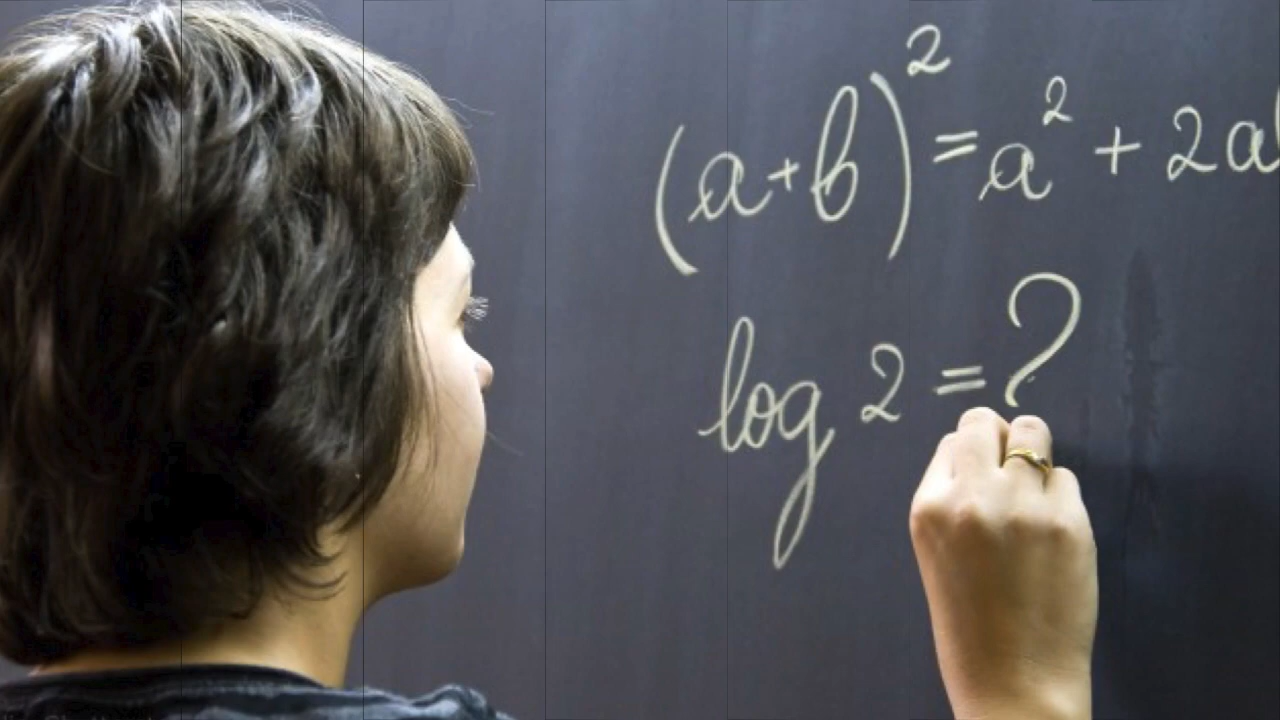 (a+b)² = a² + 2a
log 2 = ?